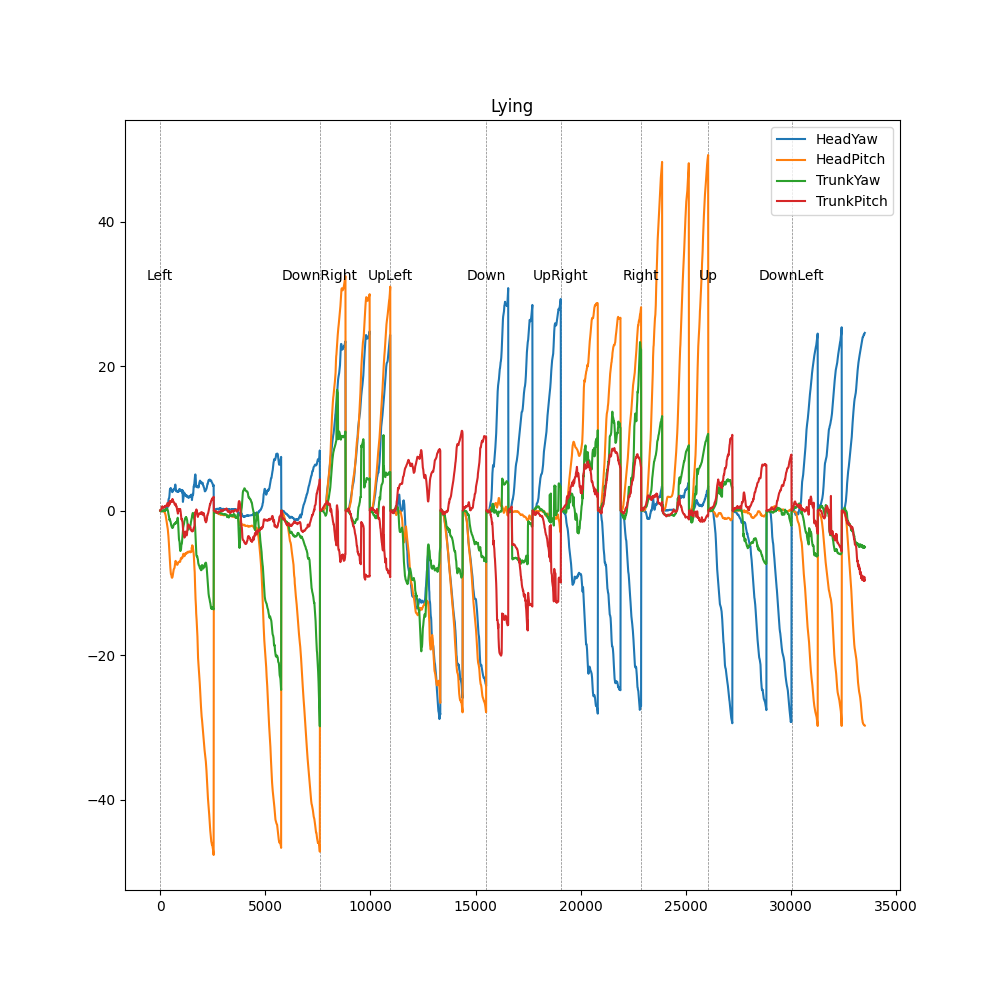 Lying
HeadYaw
HeadPitch
TrunkYaw
TrunkPitch
Left
DownRight
UpLeft
Down
UpRight
Right
Up
DownLeft
40
20
0
−20
−40
0
5000
10000
15000
20000
25000
30000
35000